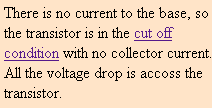 There is no current to the base, so
the transistor is in the cut off
condition with no collector current.
All the voltage drop is accoss the
transistor.